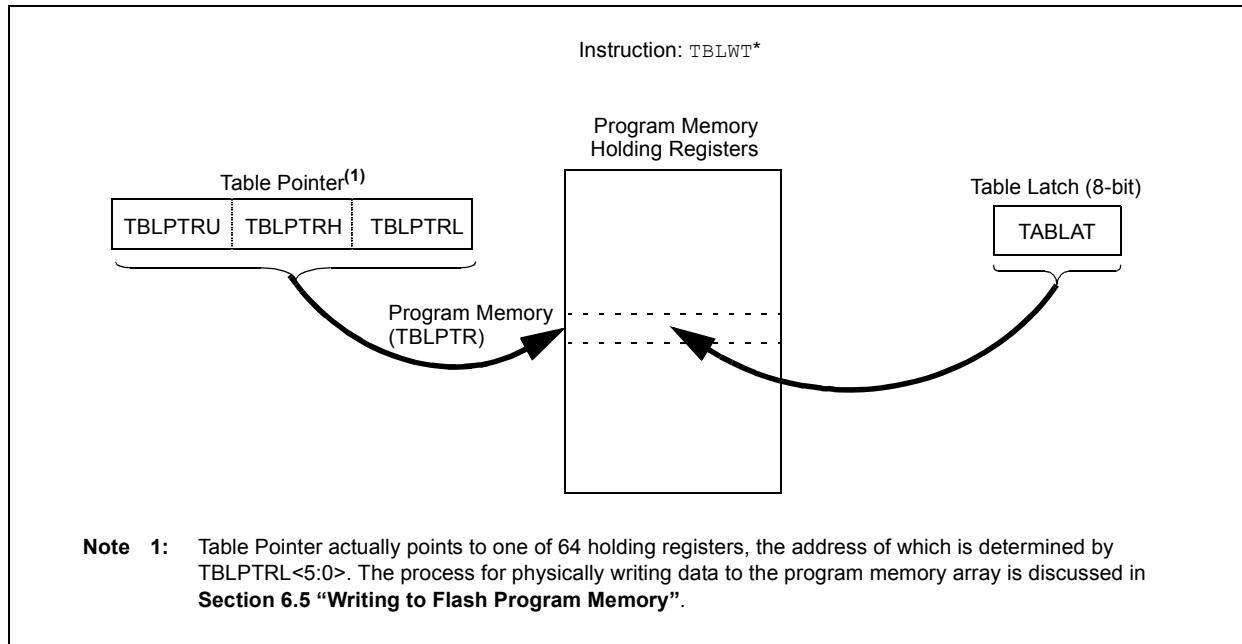 Instruction: TBLWT*
Program Memory
Holding Registers
Table Pointer(1)
Table Latch (8-bit)
TBLPTRU TBLPTRH TBLPTRL
TABLAT
Program Memory
(TBLPTR)
Note 1: Table Pointer actually points to one of 64 holding registers, the address of which is determined by
TBLPTRL<5:0>. The process for physically writing data to the program memory array is discussed in
Section 6.5 “Writing to Flash Program Memory”.